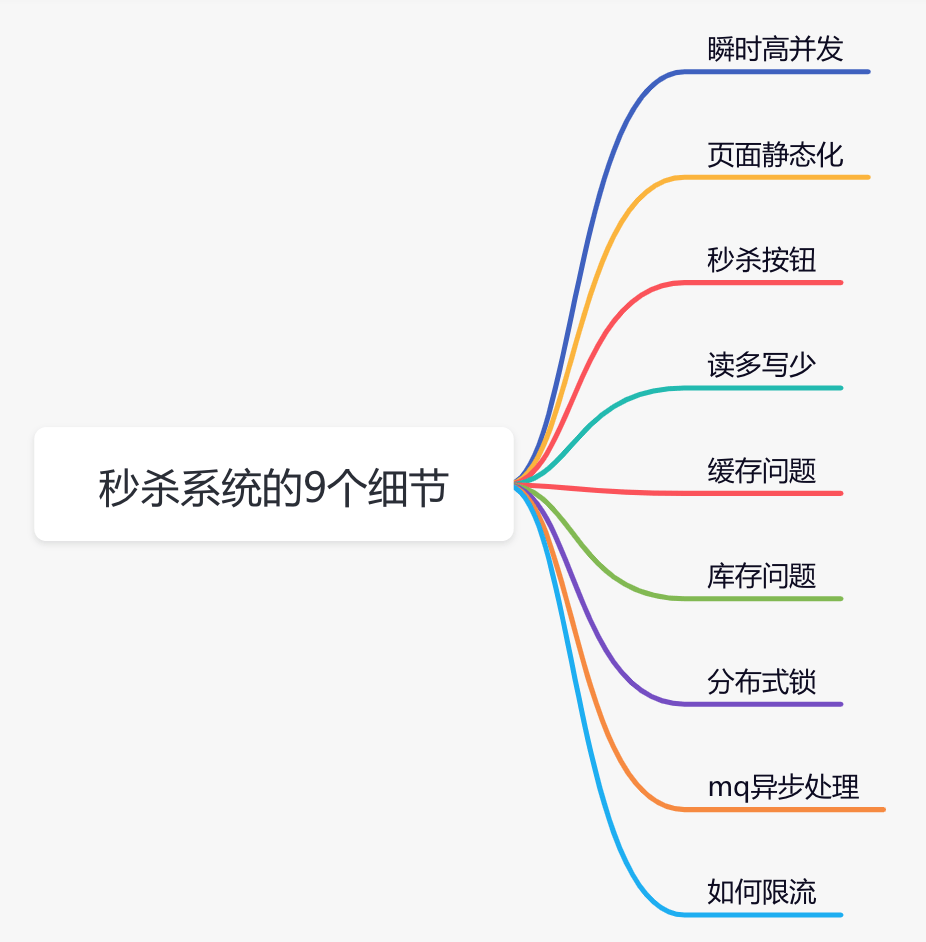 秒杀系统的9个细节
瞬时高并发
页面静态化
秒杀按钮
读多写少
缓存问题
库存问题
分布式锁
mq异步处理
如何限流